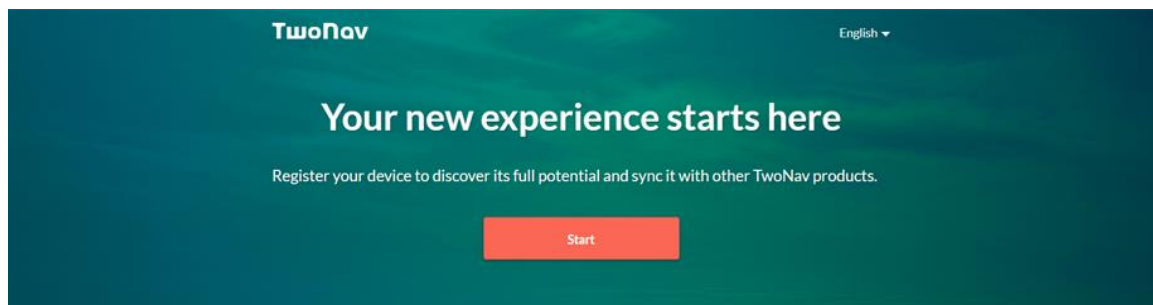 TwoNav
English
Your new experience starts here
Register your device to discover its full potential and sync it with other TwoNav products.
Start